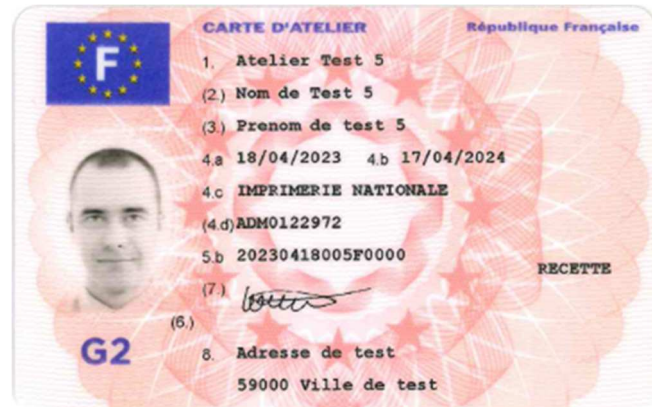 CARTE D'ATELIER République Française
F
1. Atelier Test 5
(2.) Nom de Test 5
(3.) Prenom de test 5
4.a 18/04/2023 4.b 17/04/2024
4.c IMPRIMERIE NATIONALE
(4.d) ADM0122972
5.b 20230418005F0000
RECETTE
(7.)
(6.)
G2
8. Adresse de test
59000 Ville de test